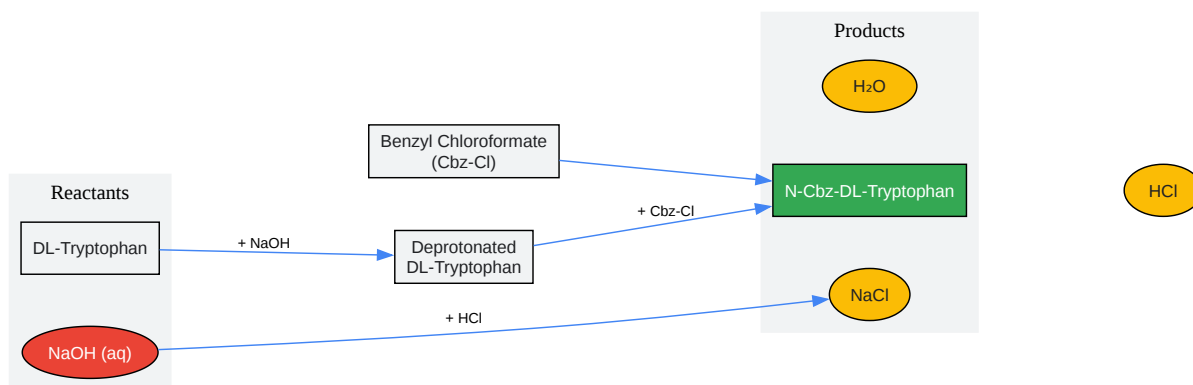 Products
H₂O
Benzyl Chloroformate
(Cbz-Cl)
Reactants
N-Cbz-DL-Tryptophan
HCl
+ Cbz-Cl
DL-Tryptophan
+ NaOH
Deprotonated
DL-Tryptophan
NaCl
+ HCl
NaOH (aq)